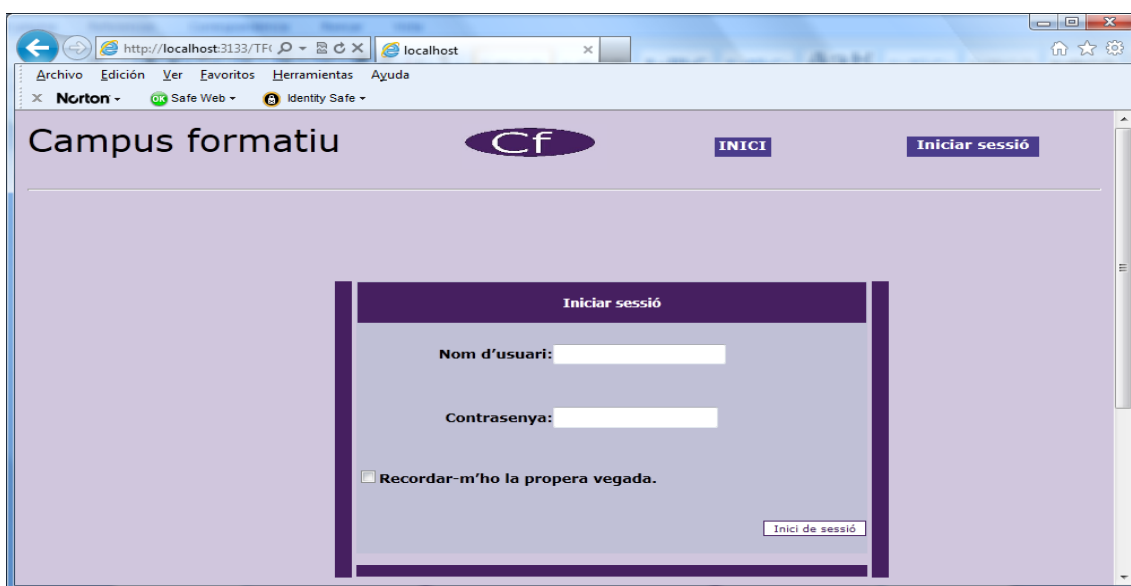 http://localhost:3133/TF
localhost
Archivo Edición Ver Favoritos Herramientas Ayuda
Norton Safe Web Identity Safe
Campus formatiu Cf INICI Iniciar sessió
Iniciar sessió
Nom d'usuari:
Contrasenya:
Recordar-m'ho la propera vegada.
Inici de sessió